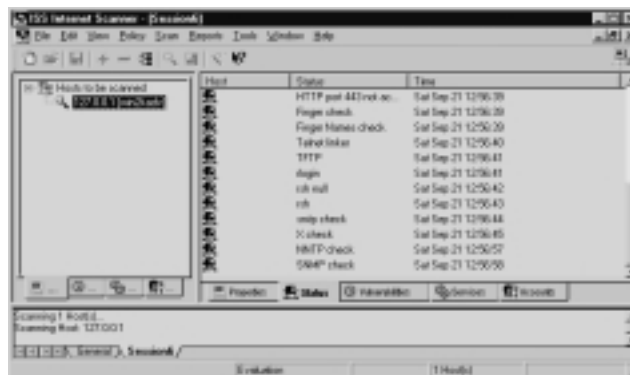 ISS Internet Scanner - [Session6]
File Edit View Policy Scan Reports Tools Window Help
Hosts to be scanned
127.0.0.1
Host Status Time
HTTP port 443 not ac... Sat Sep 21 12:56:39
Finger check. Sat Sep 21 12:56:39
Finger Names check. Sat Sep 21 12:56:39
Telnet linker Sat Sep 21 12:56:40
TFTP Sat Sep 21 12:56:41
rlogin Sat Sep 21 12:56:41
rsh null Sat Sep 21 12:56:42
rsh Sat Sep 21 12:56:43
smtp check Sat Sep 21 12:56:44
X check Sat Sep 21 12:56:45
NNTP check Sat Sep 21 12:56:57
SNMP check Sat Sep 21 12:56:58
Properties Status Vulnerabilities Services Accounts
Scanning 1 Host(s)...
Scanning Host: 127.0.0.1
General Session6
Evaluation 1 Host(s)